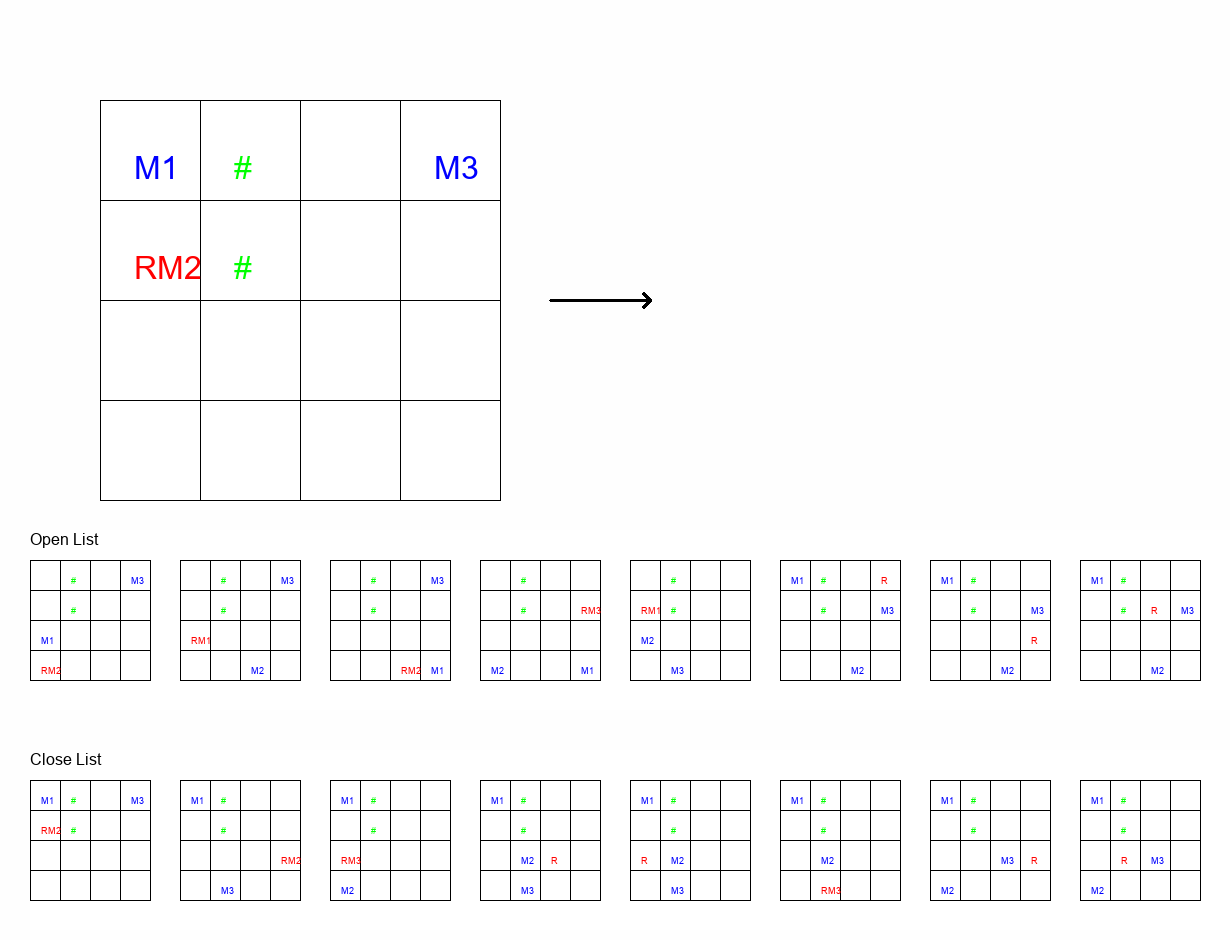 M1 # M3
RM2 #
Open List
# M3 # M3 # M3 # # M1 # R M1 # M1 #
# # # # RM3 RM1 # # M3 # M3 # R M3
M1 RM1 M2 R
RM2 M2 RM2 M1 M2 M1 M3 M2 M2 M2
Close List
M1 # M3 M1 # M1 # M1 # M1 # M1 # M1 # M1 #
RM2 # # # # # # # #
RM2 RM3 M2 R R M2 M2 M3 R R M3
M3 M2 M3 M3 RM3 M2 M2